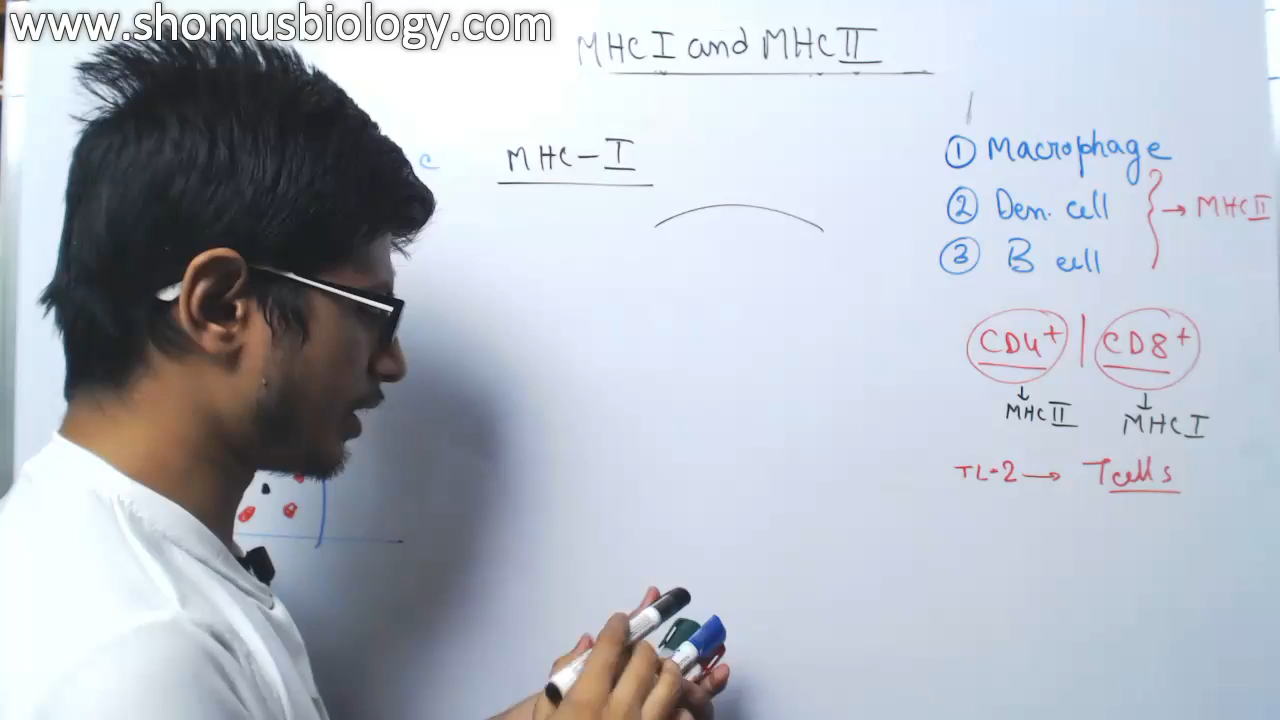 www.shomusbiology.com
MHC I and MHC II
c
MHC - I
① Macrophage
② Den. cell
③ B cell
} → MHC II
CD4+ | CD8+
↓ ↓
MHC II MHC I
IL-2 → T cells